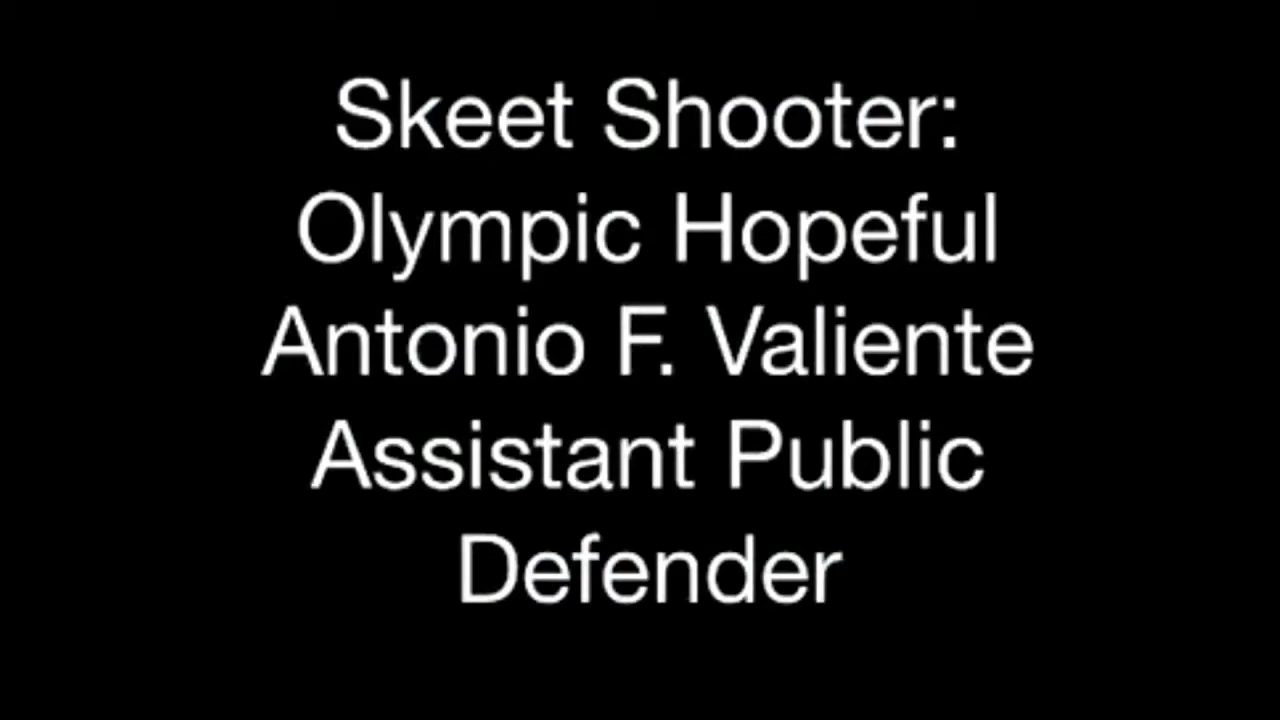 Skeet Shooter:
Olympic Hopeful
Antonio F. Valiente
Assistant Public
Defender